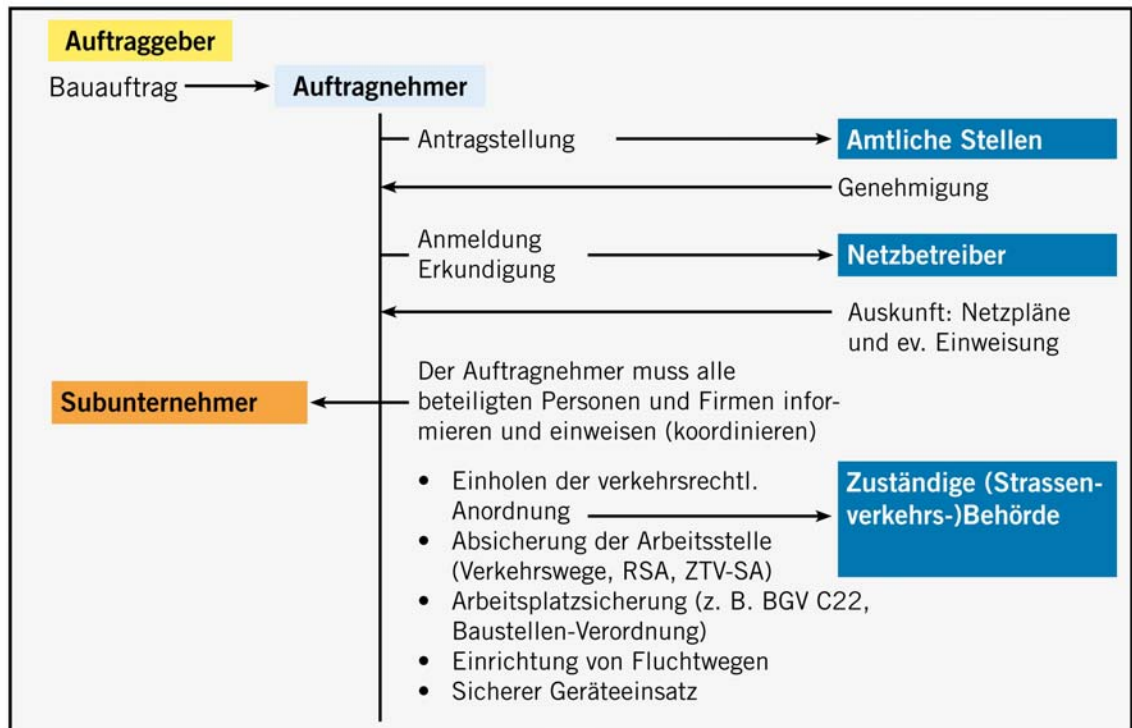 Auftraggeber
Bauauftrag
Auftragnehmer
Antragstellung
Amtliche Stellen
Genehmigung
Anmeldung
Erkundigung
Netzbetreiber
Auskunft: Netzpläne
und ev. Einweisung
Der Auftragnehmer muss alle
beteiligten Personen und Firmen infor-
mieren und einweisen (koordinieren)
Subunternehmer
• Einholen der verkehrsrechtl.
Anordnung
Zuständige (Strassen-
verkehrs-)Behörde
• Absicherung der Arbeitsstelle
(Verkehrswege, RSA, ZTV-SA)
• Arbeitsplatzsicherung (z. B. BGV C22,
Baustellen-Verordnung)
• Einrichtung von Fluchtwegen
• Sicherer Geräteeinsatz